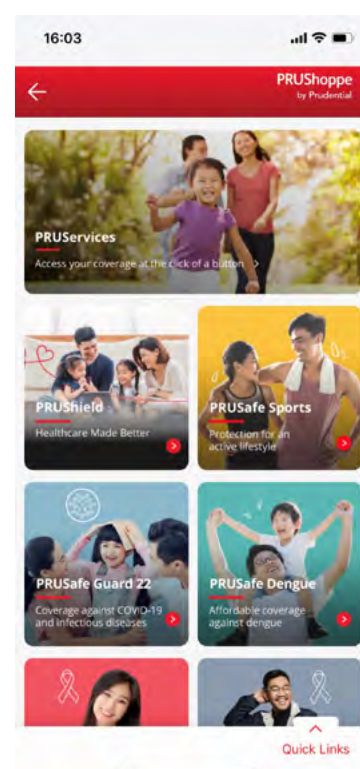 16:03
PRUShoppe
by Prudential
PRUServices
Access your coverage at the click of a button >
PRUShield
Healthcare Made Better
PRUSafe Sports
Protection for an
active lifestyle
PRUSafe Guard 22
Coverage against COVID-19
and infectious diseases
PRUSafe Dengue
Affordable coverage
against dengue
Quick Links